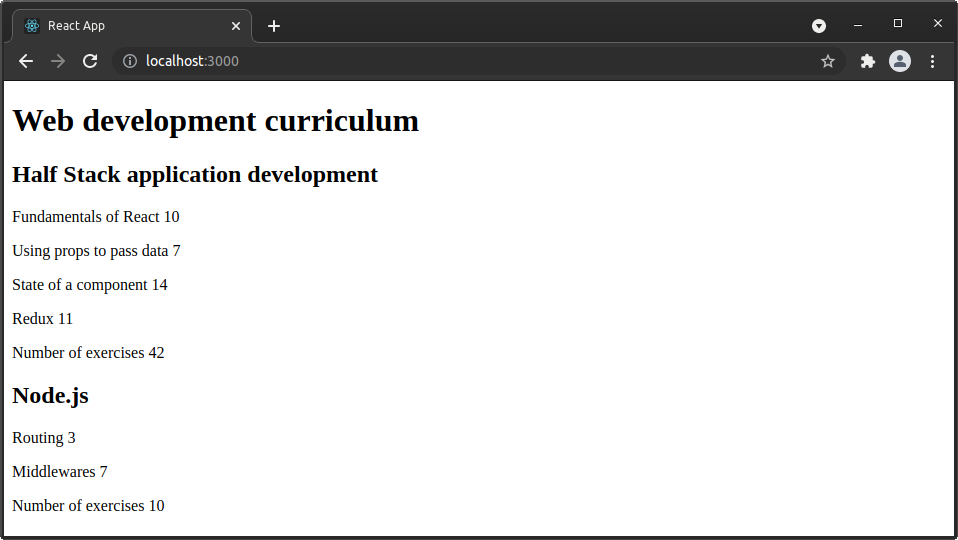 React App
localhost:3000
Web development curriculum
Half Stack application development
Fundamentals of React 10
Using props to pass data 7
State of a component 14
Redux 11
Number of exercises 42
Node.js
Routing 3
Middlewares 7
Number of exercises 10